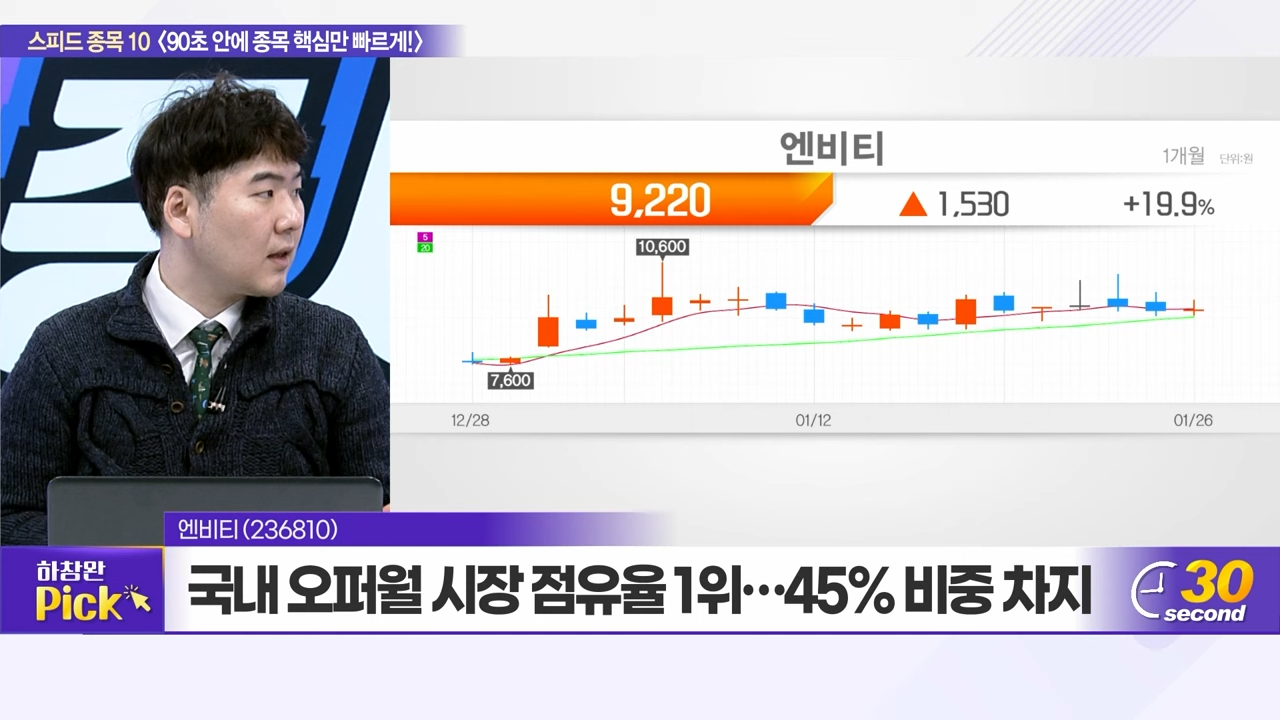 스피드 종목 10 〈90초 안에 종목 핵심만 빠르게!〉
엔비티
1개월 단위:원
9,220 ▲ 1,530 +19.9%
5
20
10,600
7,600
12/28 01/12 01/26
엔비티(236810)
하창완
Pick
국내 오퍼월 시장 점유율 1위…45% 비중 차지
30
second